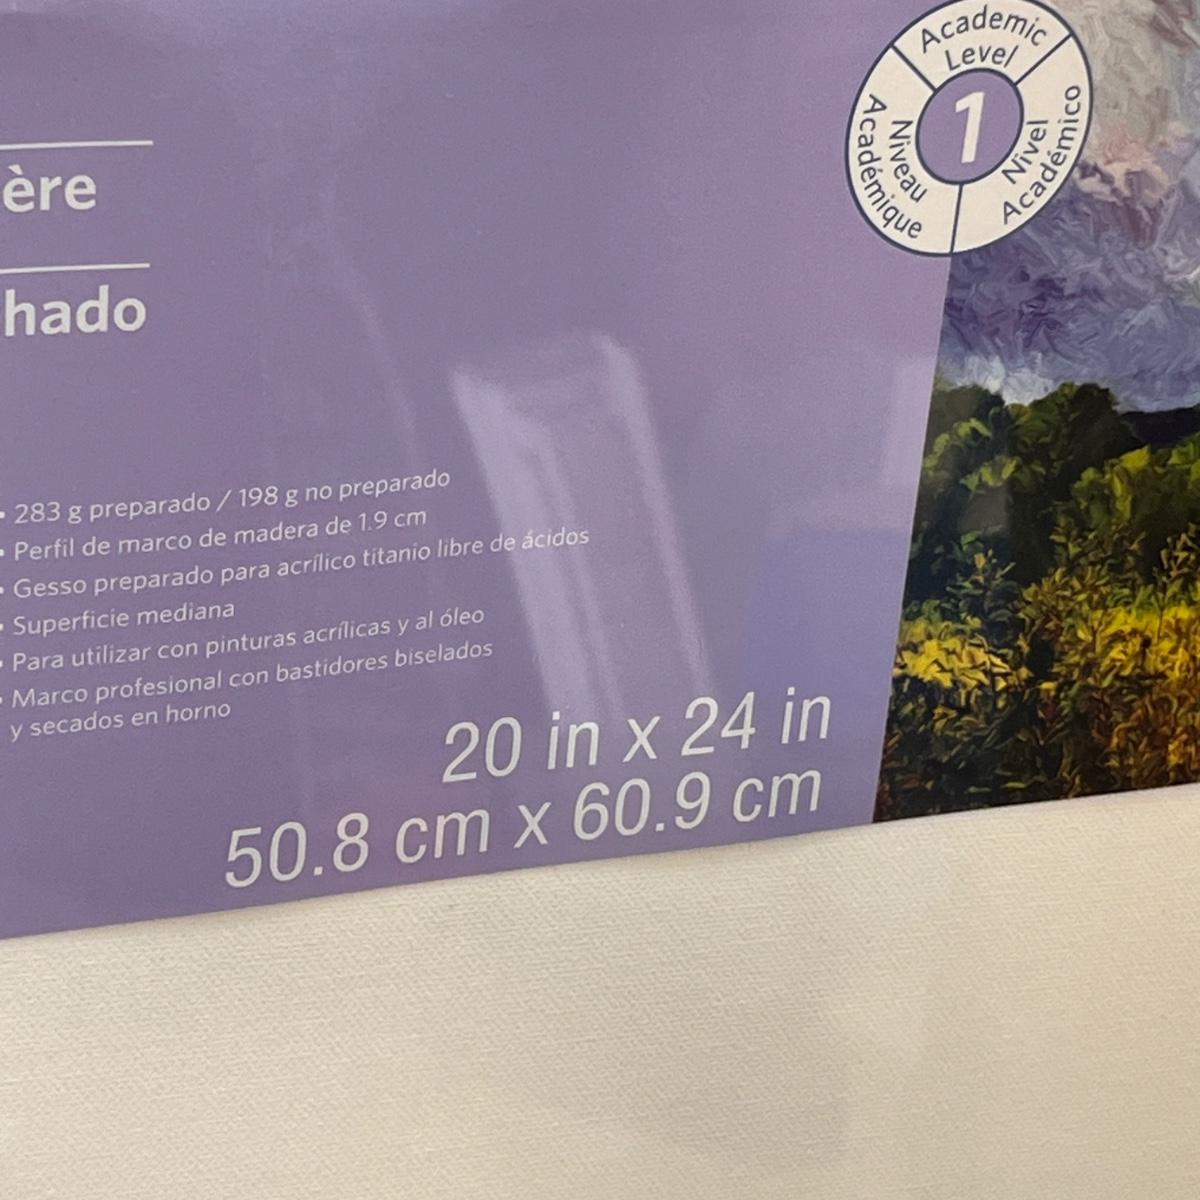 Academic
Level
1
Niveau
Académique
Nivel
Académico
ère
hado
• 283 g preparado / 198 g no preparado
• Perfil de marco de madera de 1.9 cm
• Gesso preparado para acrílico titanio libre de ácidos
• Superficie mediana
• Para utilizar con pinturas acrílicas y al óleo
• Marco profesional con bastidores biselados
y secados en horno
20 in x 24 in
50.8 cm x 60.9 cm